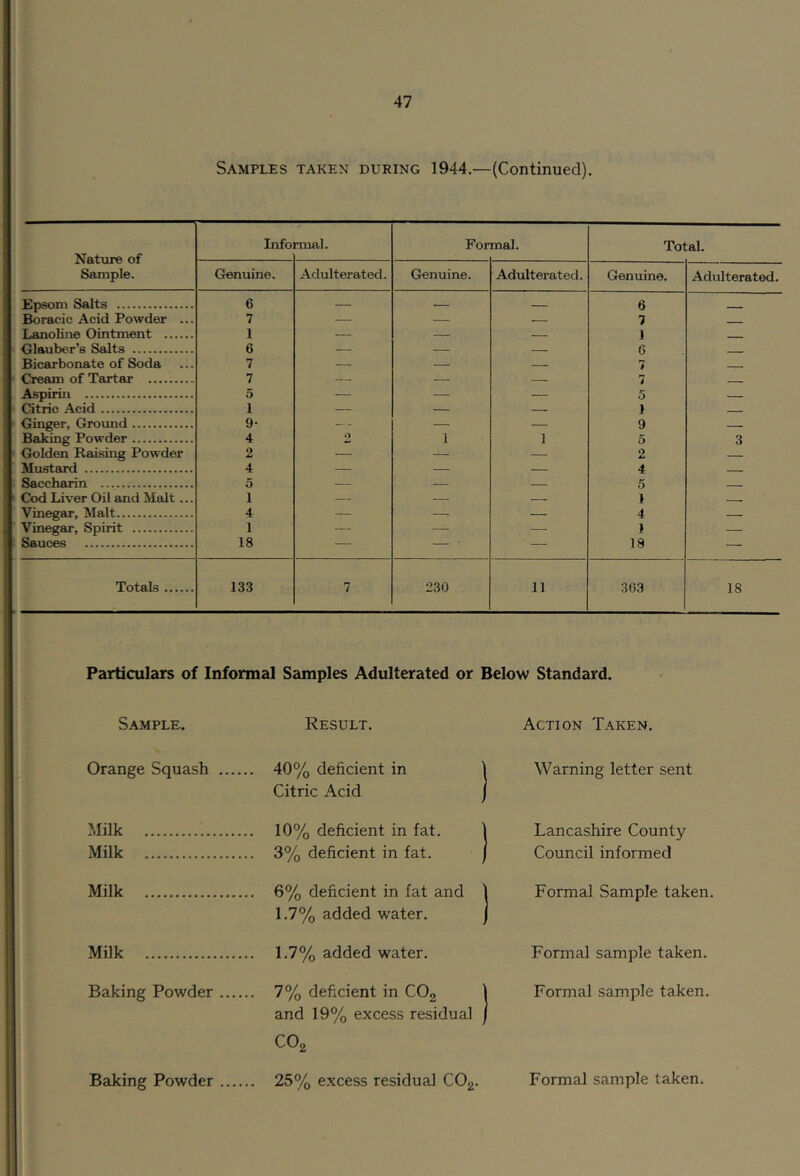 47
SAMPLES TAKEN DURING 1944.—(Continued).
Nature of Sample. Informal. Formal. Total.
Genuine. Adulterated. Genuine. Adulterated. Genuine. Adulterated.
Epsom Salts ............... 6 — — — 6 —
Boracic Acid Powder ... 7 — — — 7 —
Lanoline Ointment ...... 1 — — — 1 —
Glauber's Salts ............ 6 — — — 6 —
Bicarbonate of Soda ... 7 — — — 7 —
Cream of Tartar ......... 7 — — — 7 —
Aspirin ..................... 5 — — — 5 —
Citric Acid .................. 1 — — — 1 —
Ginger, Ground ............ 9 — — — 9 —
Baking Powder ............ 4 2 1 1 5 3
Golden Raising Powder 2 — — — 2 —
Mustard ..................... 4 — — — 4 —
Saccharin .................. 5 — — — 5 —
Cod Liver Oil and Malt ... 1 — — — 1 —
Vinegar, Malt............... 4 — — — 4 —
Vinegar, Spirit ............ 1 — — — 1 —
Sauces ..................... 18 — — — 18 —
Totals ...... 133 7 230 11 363 18
Particulars of Informal Samples Adulterated or Below Standard.
SAMPLE. RESULT. ACTION TAKEN.
Orange Squash ...... 40% deficient in } Warning letter sent
Citric Acid
Milk .................. 10% deficient in fat. } Lancashire County
Milk .................. 3% deficient in fat. Council informed
Milk .................. 6% deficient in fat and } Formal Sample taken.
1.7% added water.
Milk .................. 1.7% added water. Formal sample taken.
Baking Powder ...... 7% deficient in CO₂ } Formal sample taken.
and 19% excess residual
CO₂
Baking Powder ...... 25% excess residual CO₂. Formal sample taken.